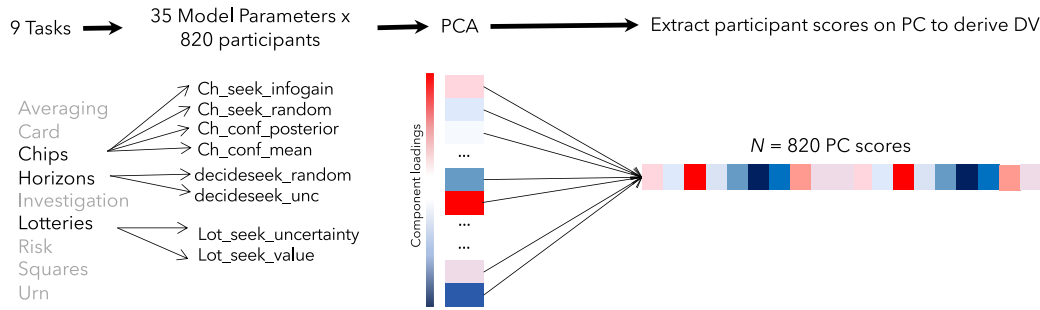 9 Tasks
35 Model Parameters x
820 participants
PCA
Extract participant scores on PC to derive DV
Averaging
Card
Chips
Horizons
Investigation
Lotteries
Risk
Squares
Urn
Ch_seek_infogain
Ch_seek_random
Ch_conf_posterior
Ch_conf_mean
decideseek_random
decideseek_unc
Lot_seek_uncertainty
Lot_seek_value
Component loadings
...
...
...
N = 820 PC scores